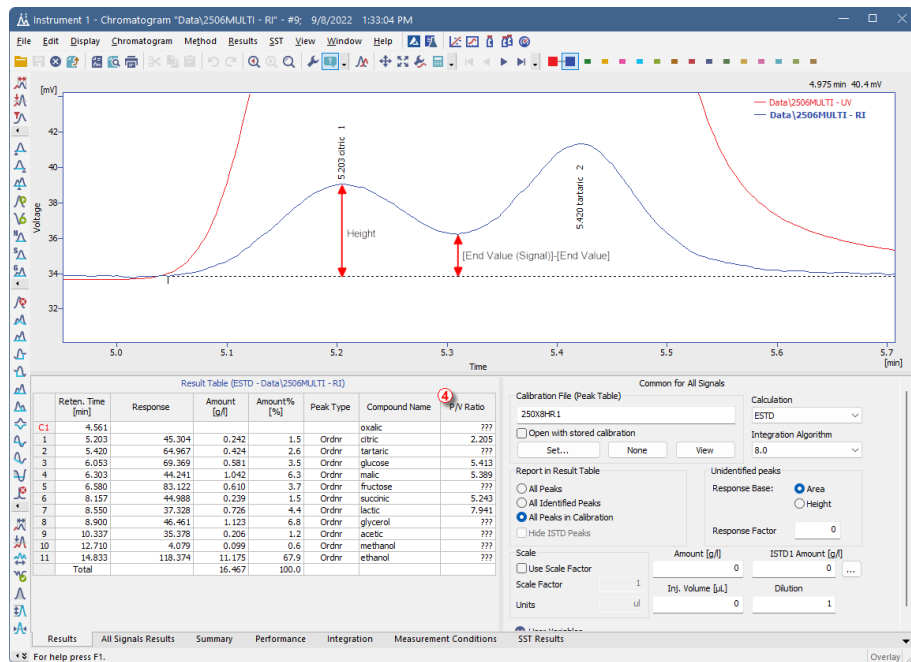 Instrument 1 - Chromatogram "Data\2506MULTI - RI" - #9; 9/8/2022 1:33:04 PM
File Edit Display Chromatogram Method Results SST View Window Help
4.975 min 40.4 mV
[mV]
Data\2506MULTI - UV
Data\2506MULTI - RI
42
40
38
36
34
32
Voltage
5.203 citric 1
5.420 tartaric 2
Height
[End Value (Signal)]-[End Value]
5.0 5.1 5.2 5.3 5.4 5.5 5.6 5.7
Time [min]
Result Table (ESTD - Data\2506MULTI - RI)
4
Reten. Time [min] Response Amount [g/l] Amount% [%] Peak Type Compound Name P/V Ratio
C1 4.561 oxalic ???
1 5.203 45.304 0.242 1.5 Ordnr citric 2.205
2 5.420 64.967 0.424 2.6 Ordnr tartaric ???
3 6.053 69.369 0.581 3.5 Ordnr glucose 5.413
4 6.303 44.241 1.042 6.3 Ordnr malic 5.389
5 6.580 83.122 0.610 3.7 Ordnr fructose ???
6 8.157 44.988 0.239 1.5 Ordnr succinic 5.243
7 8.550 37.328 0.726 4.4 Ordnr lactic 7.941
8 8.900 46.461 1.123 6.8 Ordnr glycerol ???
9 10.337 35.378 0.206 1.2 Ordnr acetic ???
10 12.710 4.079 0.099 0.6 Ordnr methanol ???
11 14.833 118.374 11.175 67.9 Ordnr ethanol ???
Total 16.467 100.0
Common for All Signals
Calibration File (Peak Table)
250X8HR1
Open with stored calibration
Set... None View
Calculation
ESTD
Integration Algorithm
8.0
Report in Result Table
All Peaks
All Identified Peaks
All Peaks in Calibration
Hide ISTD Peaks
Unidentified peaks
Response Base: Area
Height
Response Factor 0
Scale
Use Scale Factor
Scale Factor 1
Units ul
Amount [g/l]
0
ISTD1 Amount [g/l]
0 ...
Inj. Volume [µL]
0
Dilution
1
Results All Signals Results Summary Performance Integration Measurement Conditions SST Results
For help press F1.
Overlay